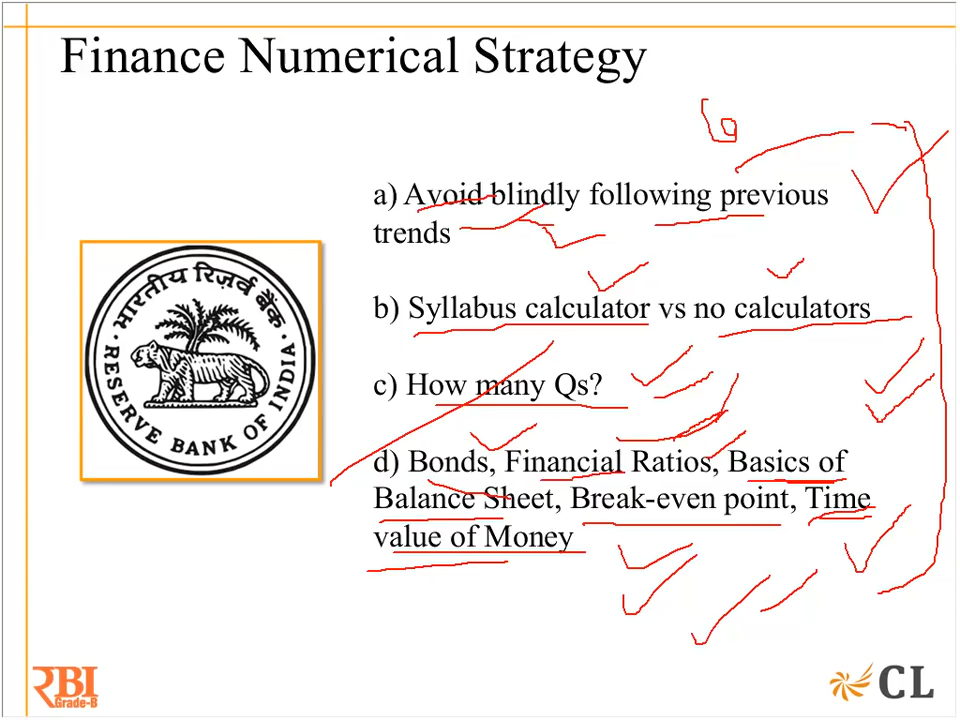 Finance Numerical Strategy
a) Avoid blindly following previous
trends
b) Syllabus calculator vs no calculators
c) How many Qs?
d) Bonds, Financial Ratios, Basics of
Balance Sheet, Break-even point, Time
value of Money
भारतीय रिज़र्व बैंक
RESERVE BANK OF INDIA
RBI
Grade-B
CL